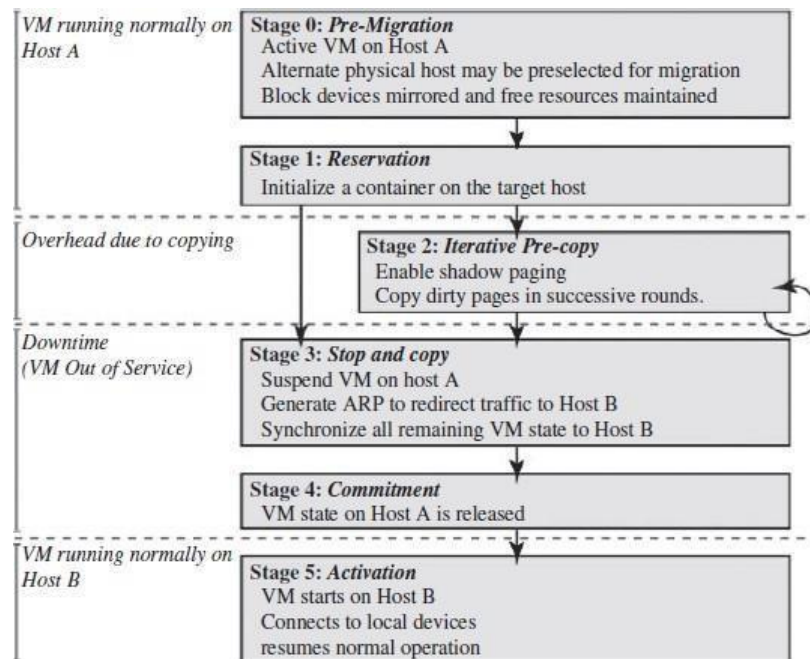 VM running normally on
Host A
Stage 0: Pre-Migration
Active VM on Host A
Alternate physical host may be preselected for migration
Block devices mirrored and free resources maintained
Stage 1: Reservation
Initialize a container on the target host
Overhead due to copying
Stage 2: Iterative Pre-copy
Enable shadow paging
Copy dirty pages in successive rounds.
Downtime
(VM Out of Service)
Stage 3: Stop and copy
Suspend VM on host A
Generate ARP to redirect traffic to Host B
Synchronize all remaining VM state to Host B
Stage 4: Commitment
VM state on Host A is released
VM running normally on
Host B
Stage 5: Activation
VM starts on Host B
Connects to local devices
resumes normal operation